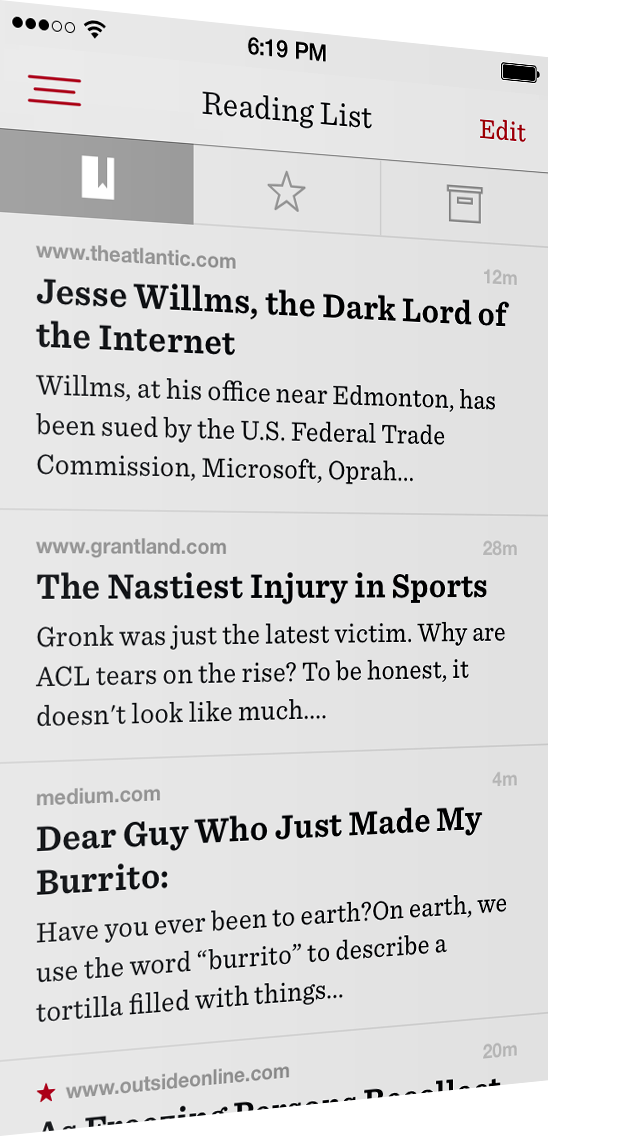 6:19 PM
Reading List
Edit
www.theatlantic.com
12m
Jesse Willms, the Dark Lord of
the Internet
Willms, at his office near Edmonton, has
been sued by the U.S. Federal Trade
Commission, Microsoft, Oprah...
www.grantland.com
28m
The Nastiest Injury in Sports
Gronk was just the latest victim. Why are
ACL tears on the rise? To be honest, it
doesn't look like much....
medium.com
4m
Dear Guy Who Just Made My
Burrito:
Have you ever been to earth?On earth, we
use the word “burrito” to describe a
tortilla filled with things...
20m
www.outsideonline.com
As Freezing Persons Recollect